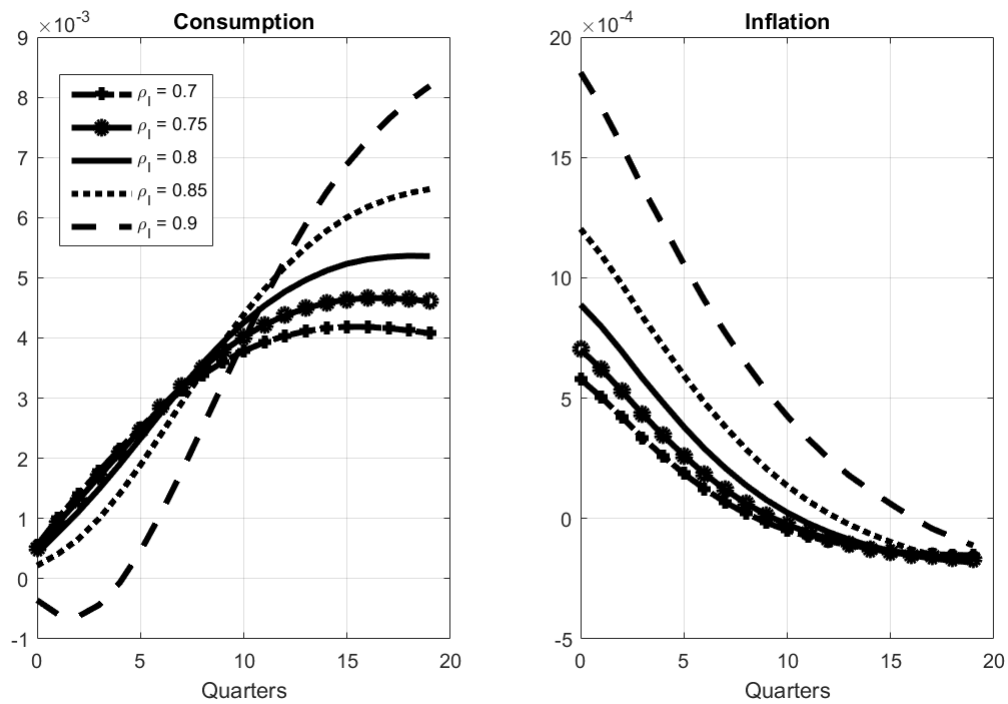 Consumption
×10⁻³
9
8
7
6
5
4
3
2
1
0
-1
0 5 10 15 20
Quarters
ρI = 0.7
ρI = 0.75
ρI = 0.8
ρI = 0.85
ρI = 0.9
Inflation
×10⁻⁴
20
15
10
5
0
-5
0 5 10 15 20
Quarters